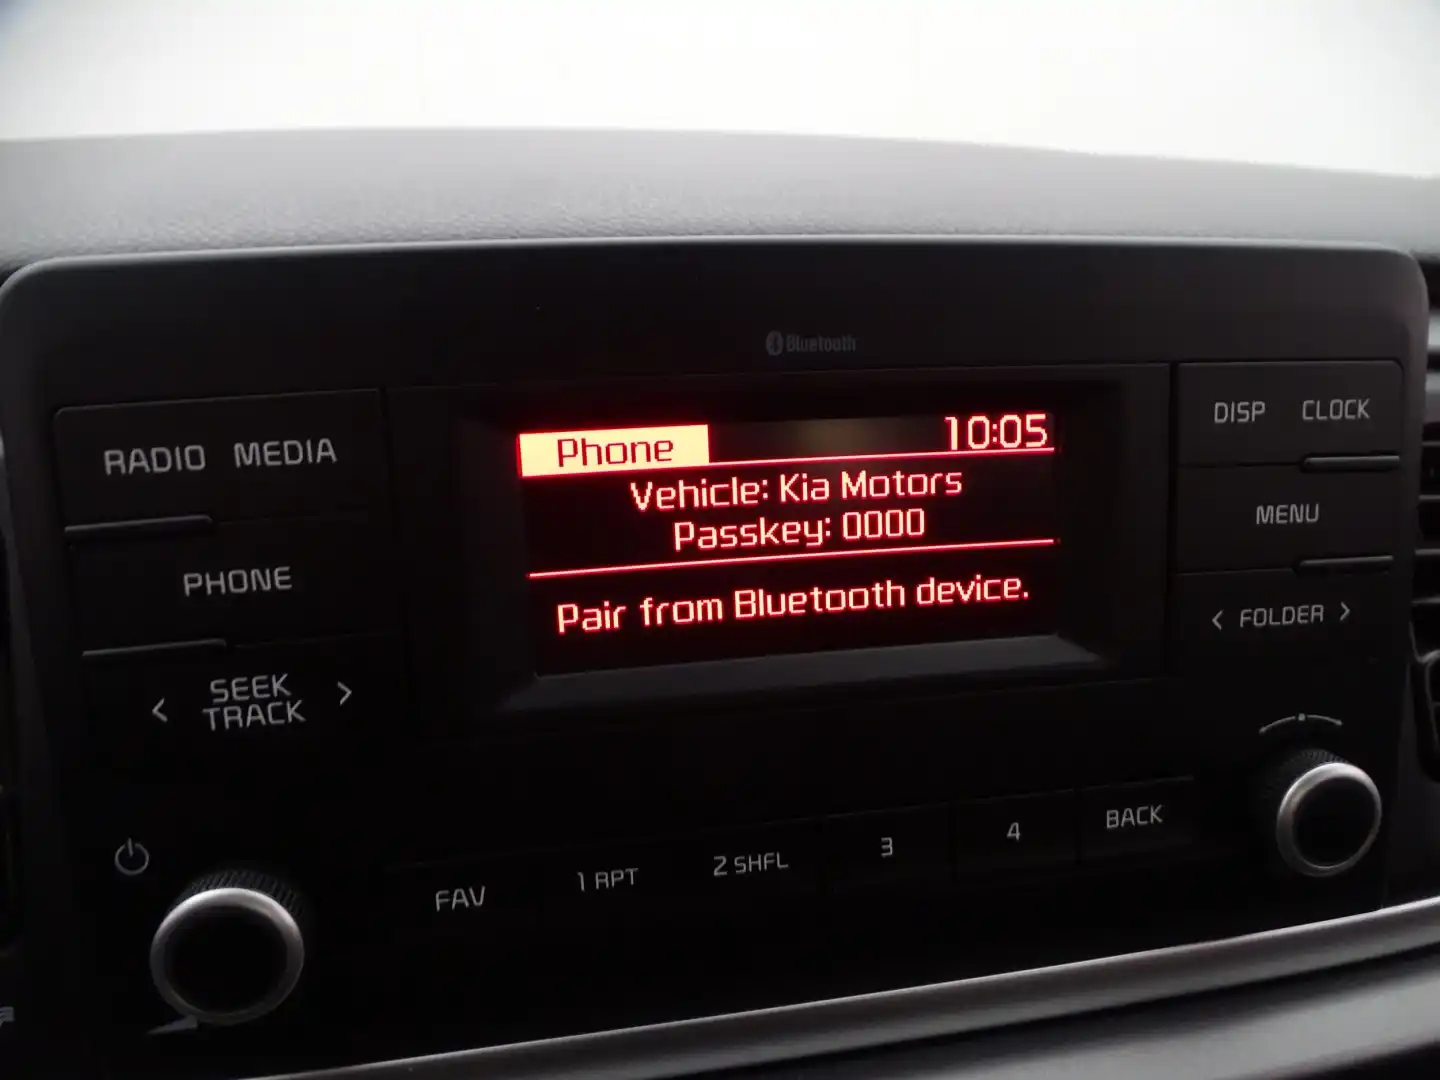 Bluetooth
RADIO MEDIA
PHONE
< SEEK TRACK >
Phone 10:05
Vehicle: Kia Motors
Passkey: 0000
Pair from Bluetooth device.
DISP CLOCK
MENU
< FOLDER >
FAV 1 RPT 2 SHFL 3 4 BACK